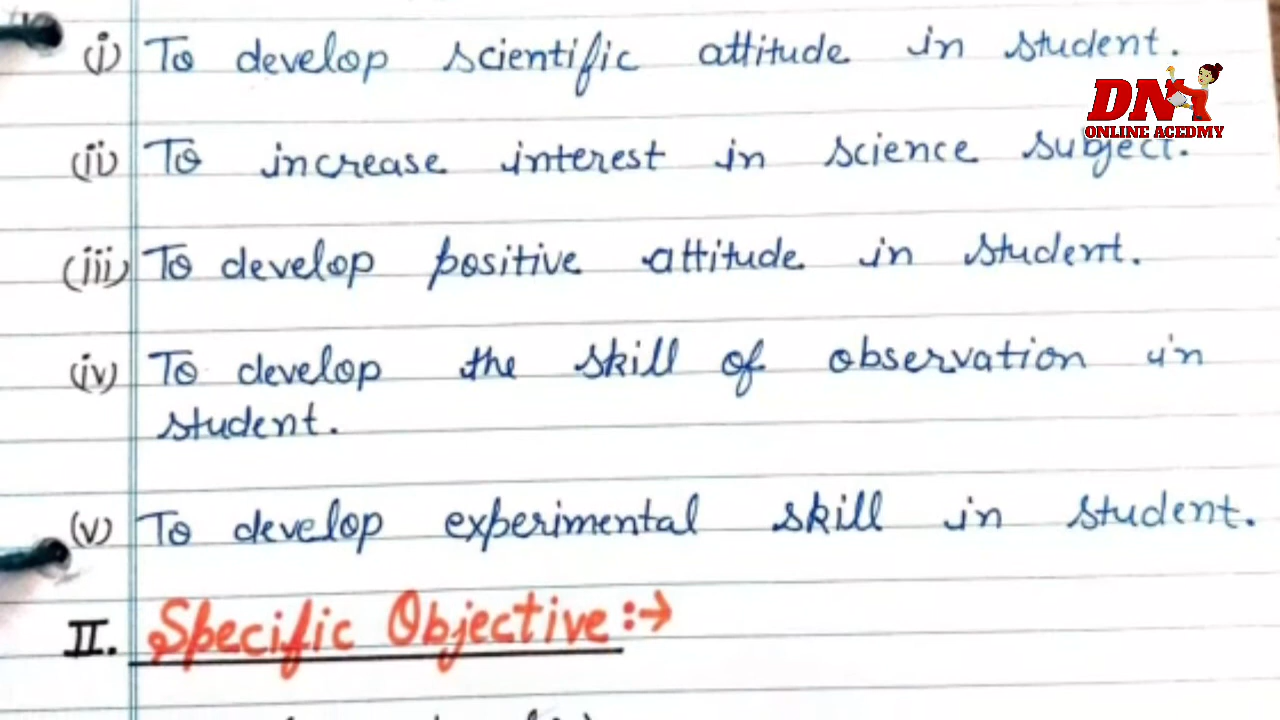 (i) To develop scientific attitude in student.
DNY
ONLINE ACEDMY
(ii) To increase interest in science subject.
(iii) To develop positive attitude in student.
(iv) To develop the skill of observation in
student.
(v) To develop experimental skill in student.
II. Specific Objective :→